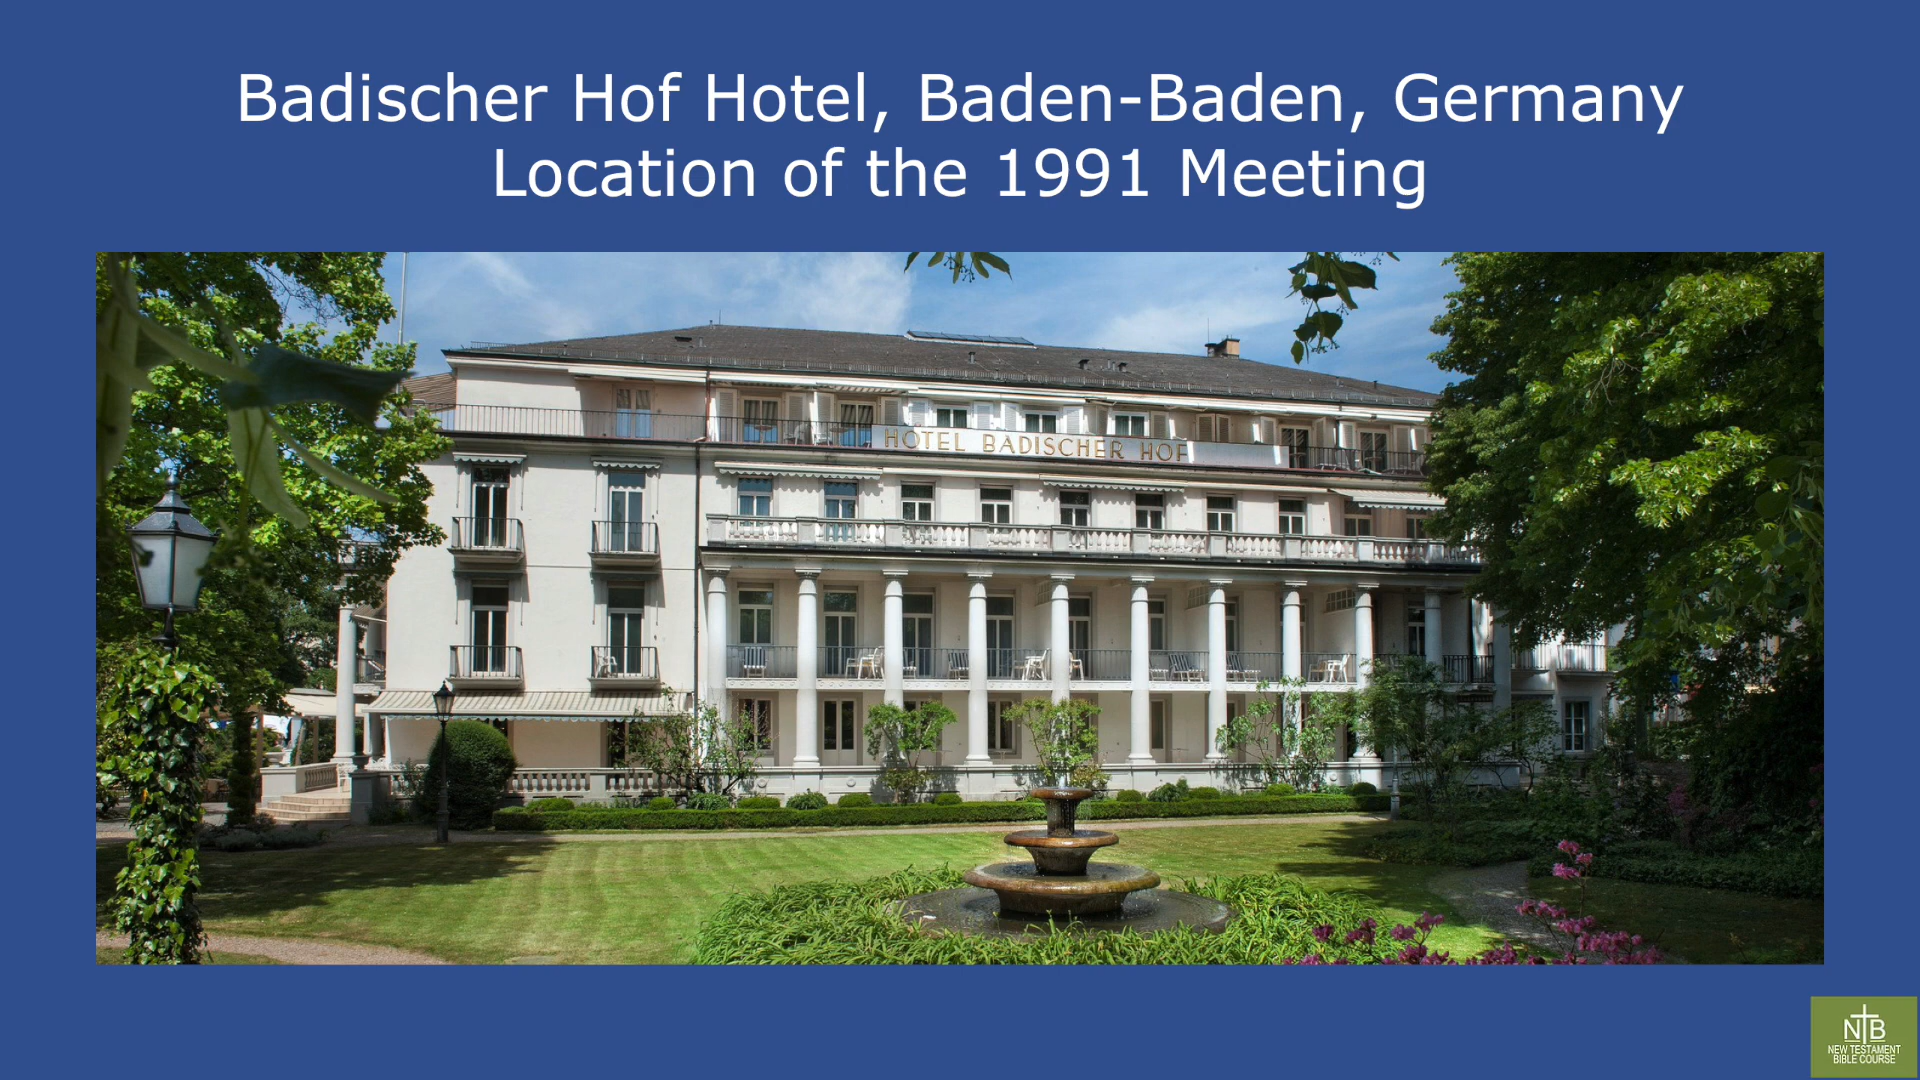 Badischer Hof Hotel, Baden-Baden, Germany
Location of the 1991 Meeting
HOTEL BADISCHER HOF
NTB
NEW TESTAMENT
BIBLE COURSE